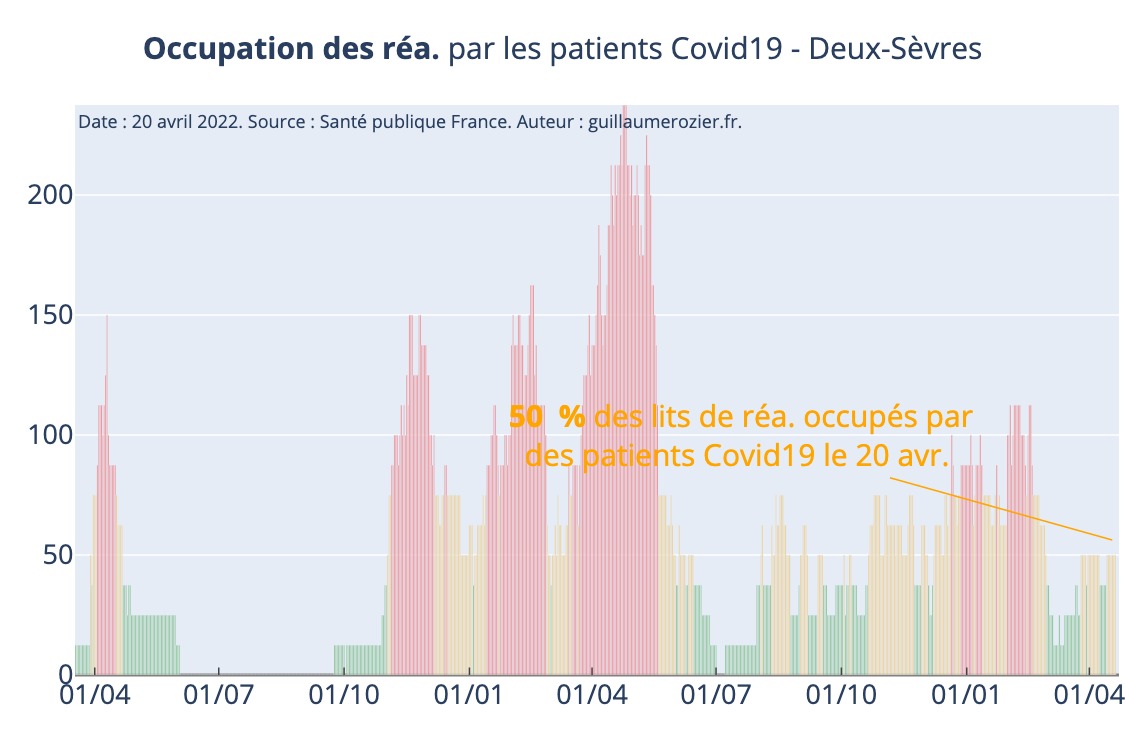 Occupation des réa. par les patients Covid19 - Deux-Sèvres
Date : 20 avril 2022. Source : Santé publique France. Auteur : guillaumerozier.fr.
200
150
50 % des lits de réa. occupés par
100
des patients Covid19 le 20 avr.
50
0
01/04 01/07 01/10 01/01 01/04 01/07 01/10 01/01 01/04